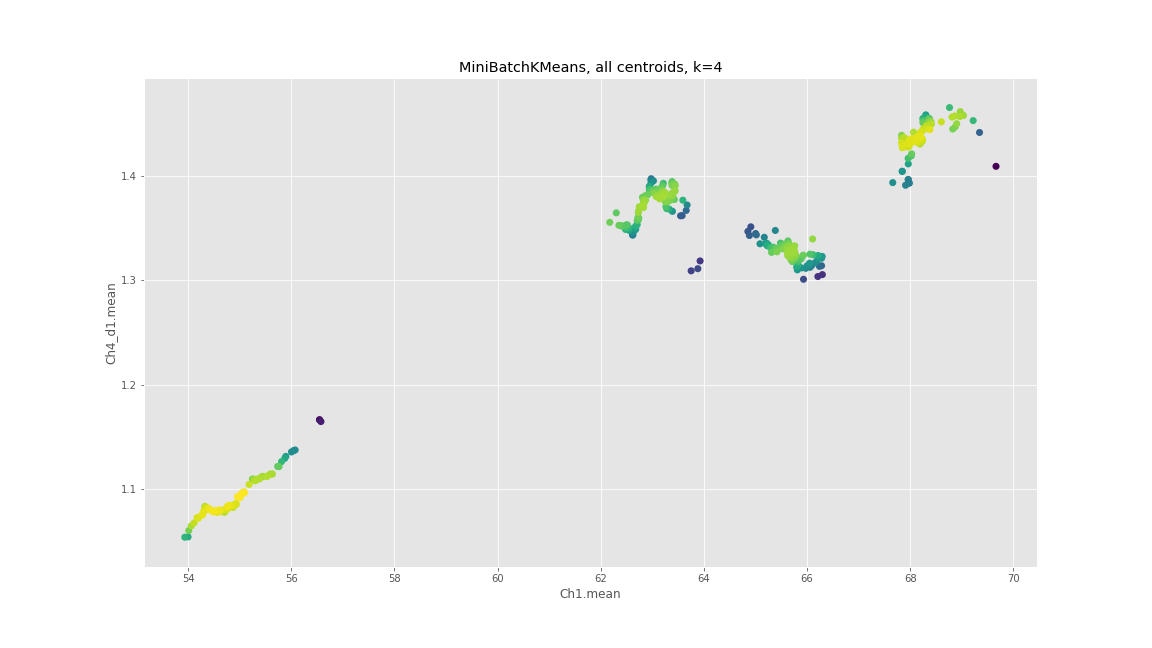 MiniBatchKMeans, all centroids, k=4
Ch4_d1.mean
1.4
1.3
1.2
1.1
54 56 58 60 62 64 66 68 70
Ch1.mean